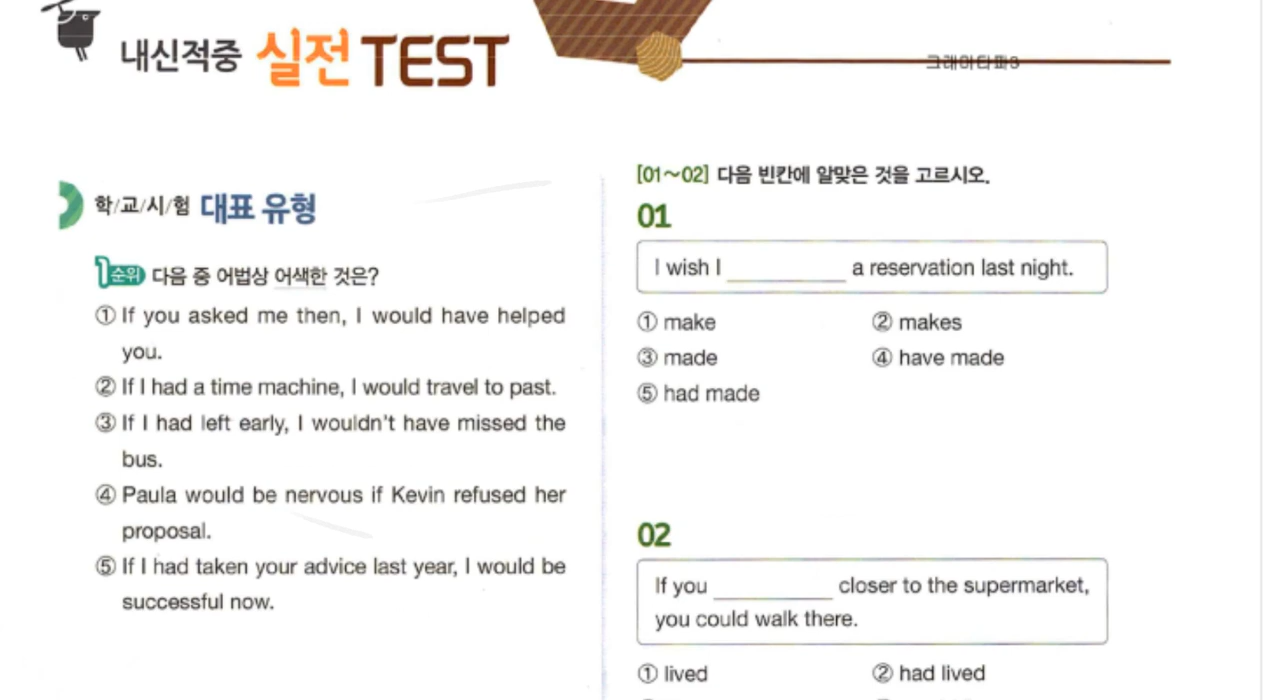 내신적중 실전 TEST
그래머타파3
학/교/시/험 대표 유형
1순위 다음 중 어법상 어색한 것은?
① If you asked me then, I would have helped
you.
② If I had a time machine, I would travel to past.
③ If I had left early, I wouldn't have missed the
bus.
④ Paula would be nervous if Kevin refused her
proposal.
⑤ If I had taken your advice last year, I would be
successful now.
[01~02] 다음 빈칸에 알맞은 것을 고르시오.
01
I wish I __________ a reservation last night.
① make ② makes
③ made ④ have made
⑤ had made
02
If you __________ closer to the supermarket,
you could walk there.
① lived ② had lived